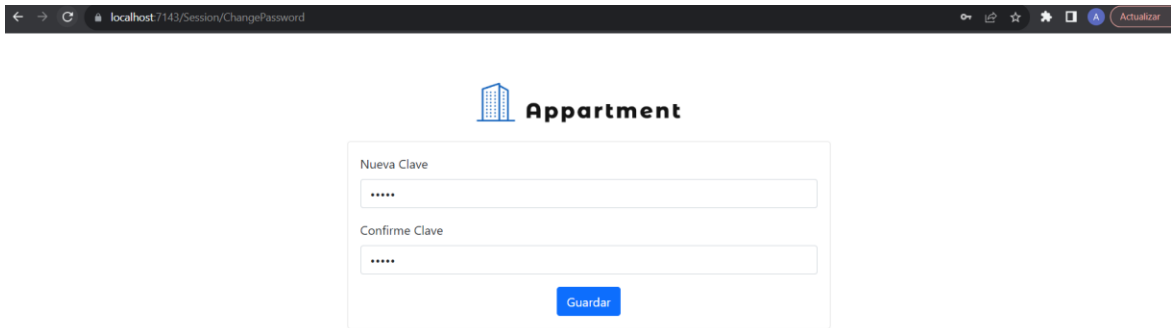 localhost:7143/Session/ChangePassword
A
Actualizar
Appartment
Nueva Clave
•••••
Confirme Clave
•••••
Guardar